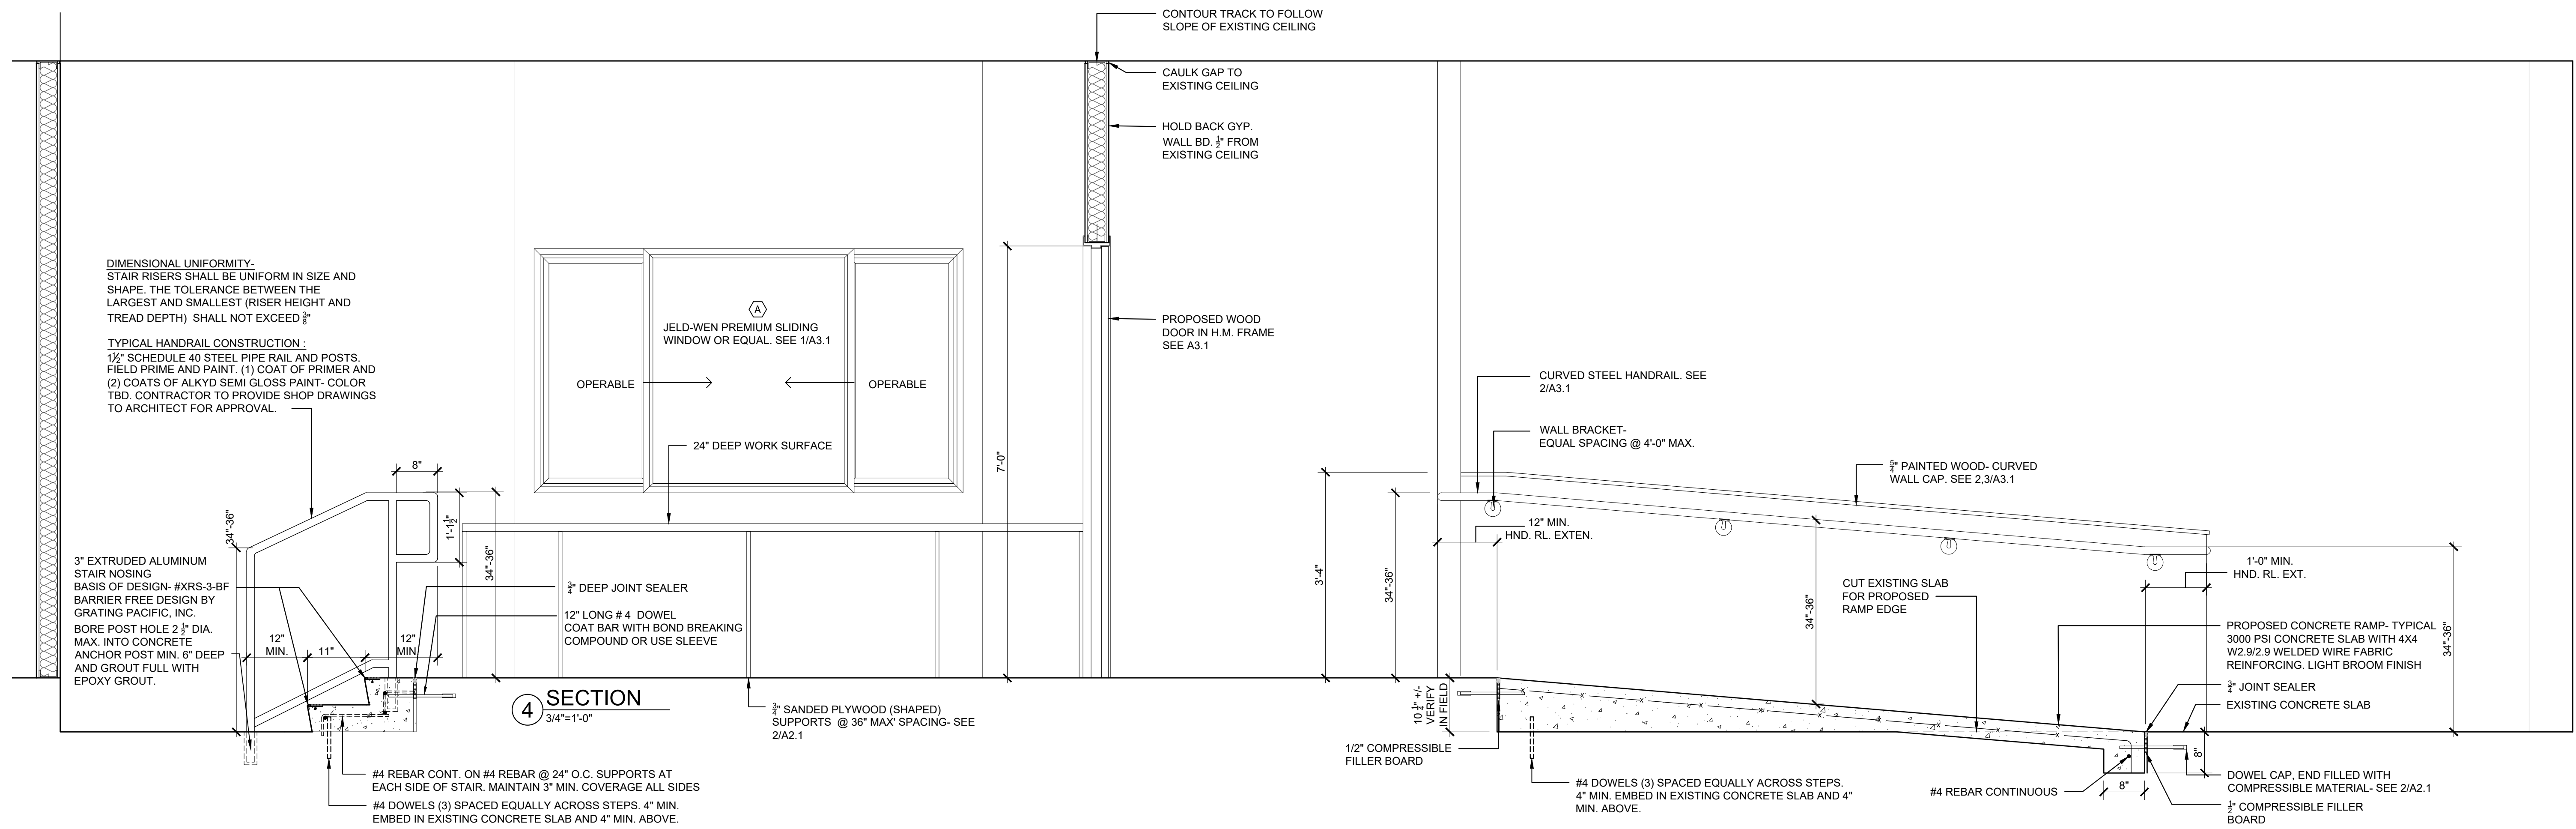 CONTOUR TRACK TO FOLLOW
SLOPE OF EXISTING CEILING
CAULK GAP TO
EXISTING CEILING
HOLD BACK GYP.
WALL BD. 1/2" FROM
EXISTING CEILING
DIMENSIONAL UNIFORMITY-
STAIR RISERS SHALL BE UNIFORM IN SIZE AND
SHAPE. THE TOLERANCE BETWEEN THE
LARGEST AND SMALLEST (RISER HEIGHT AND
TREAD DEPTH) SHALL NOT EXCEED 3/8"
TYPICAL HANDRAIL CONSTRUCTION :
1½" SCHEDULE 40 STEEL PIPE RAIL AND POSTS.
FIELD PRIME AND PAINT. (1) COAT OF PRIMER AND
(2) COATS OF ALKYD SEMI GLOSS PAINT- COLOR
TBD. CONTRACTOR TO PROVIDE SHOP DRAWINGS
TO ARCHITECT FOR APPROVAL.
A
JELD-WEN PREMIUM SLIDING
WINDOW OR EQUAL. SEE 1/A3.1
OPERABLE
OPERABLE
24" DEEP WORK SURFACE
7'-0"
PROPOSED WOOD
DOOR IN H.M. FRAME
SEE A3.1
8"
1'-1 1/2"
34"-36"
34"-36"
3" EXTRUDED ALUMINUM
STAIR NOSING
BASIS OF DESIGN- #XRS-3-BF
BARRIER FREE DESIGN BY
GRATING PACIFIC, INC.
BORE POST HOLE 2 1/2" DIA.
MAX. INTO CONCRETE
ANCHOR POST MIN. 6" DEEP
AND GROUT FULL WITH
EPOXY GROUT.
12"
MIN.
11"
12"
MIN
3/4" DEEP JOINT SEALER
12" LONG # 4 DOWEL
COAT BAR WITH BOND BREAKING
COMPOUND OR USE SLEEVE
4
SECTION
3/4"=1'-0"
3/4" SANDED PLYWOOD (SHAPED)
SUPPORTS @ 36" MAX' SPACING- SEE
2/A2.1
#4 REBAR CONT. ON #4 REBAR @ 24" O.C. SUPPORTS AT
EACH SIDE OF STAIR. MAINTAIN 3" MIN. COVERAGE ALL SIDES
#4 DOWELS (3) SPACED EQUALLY ACROSS STEPS. 4" MIN.
EMBED IN EXISTING CONCRETE SLAB AND 4" MIN. ABOVE.
CURVED STEEL HANDRAIL. SEE
2/A3.1
WALL BRACKET-
EQUAL SPACING @ 4'-0" MAX.
5/4" PAINTED WOOD- CURVED
WALL CAP. SEE 2,3/A3.1
12" MIN.
HND. RL. EXTEN.
3'-4"
34"-36"
34"-36"
1'-0" MIN.
HND. RL. EXT.
CUT EXISTING SLAB
FOR PROPOSED
RAMP EDGE
PROPOSED CONCRETE RAMP- TYPICAL
3000 PSI CONCRETE SLAB WITH 4X4
W2.9/2.9 WELDED WIRE FABRIC
REINFORCING. LIGHT BROOM FINISH
34"-36"
3/4" JOINT SEALER
EXISTING CONCRETE SLAB
10 1/4" +/-
VERIFY
IN FIELD
1/2" COMPRESSIBLE
FILLER BOARD
#4 DOWELS (3) SPACED EQUALLY ACROSS STEPS.
4" MIN. EMBED IN EXISTING CONCRETE SLAB AND 4"
MIN. ABOVE.
#4 REBAR CONTINUOUS
8"
8"
DOWEL CAP, END FILLED WITH
COMPRESSIBLE MATERIAL- SEE 2/A2.1
1/2" COMPRESSIBLE FILLER
BOARD